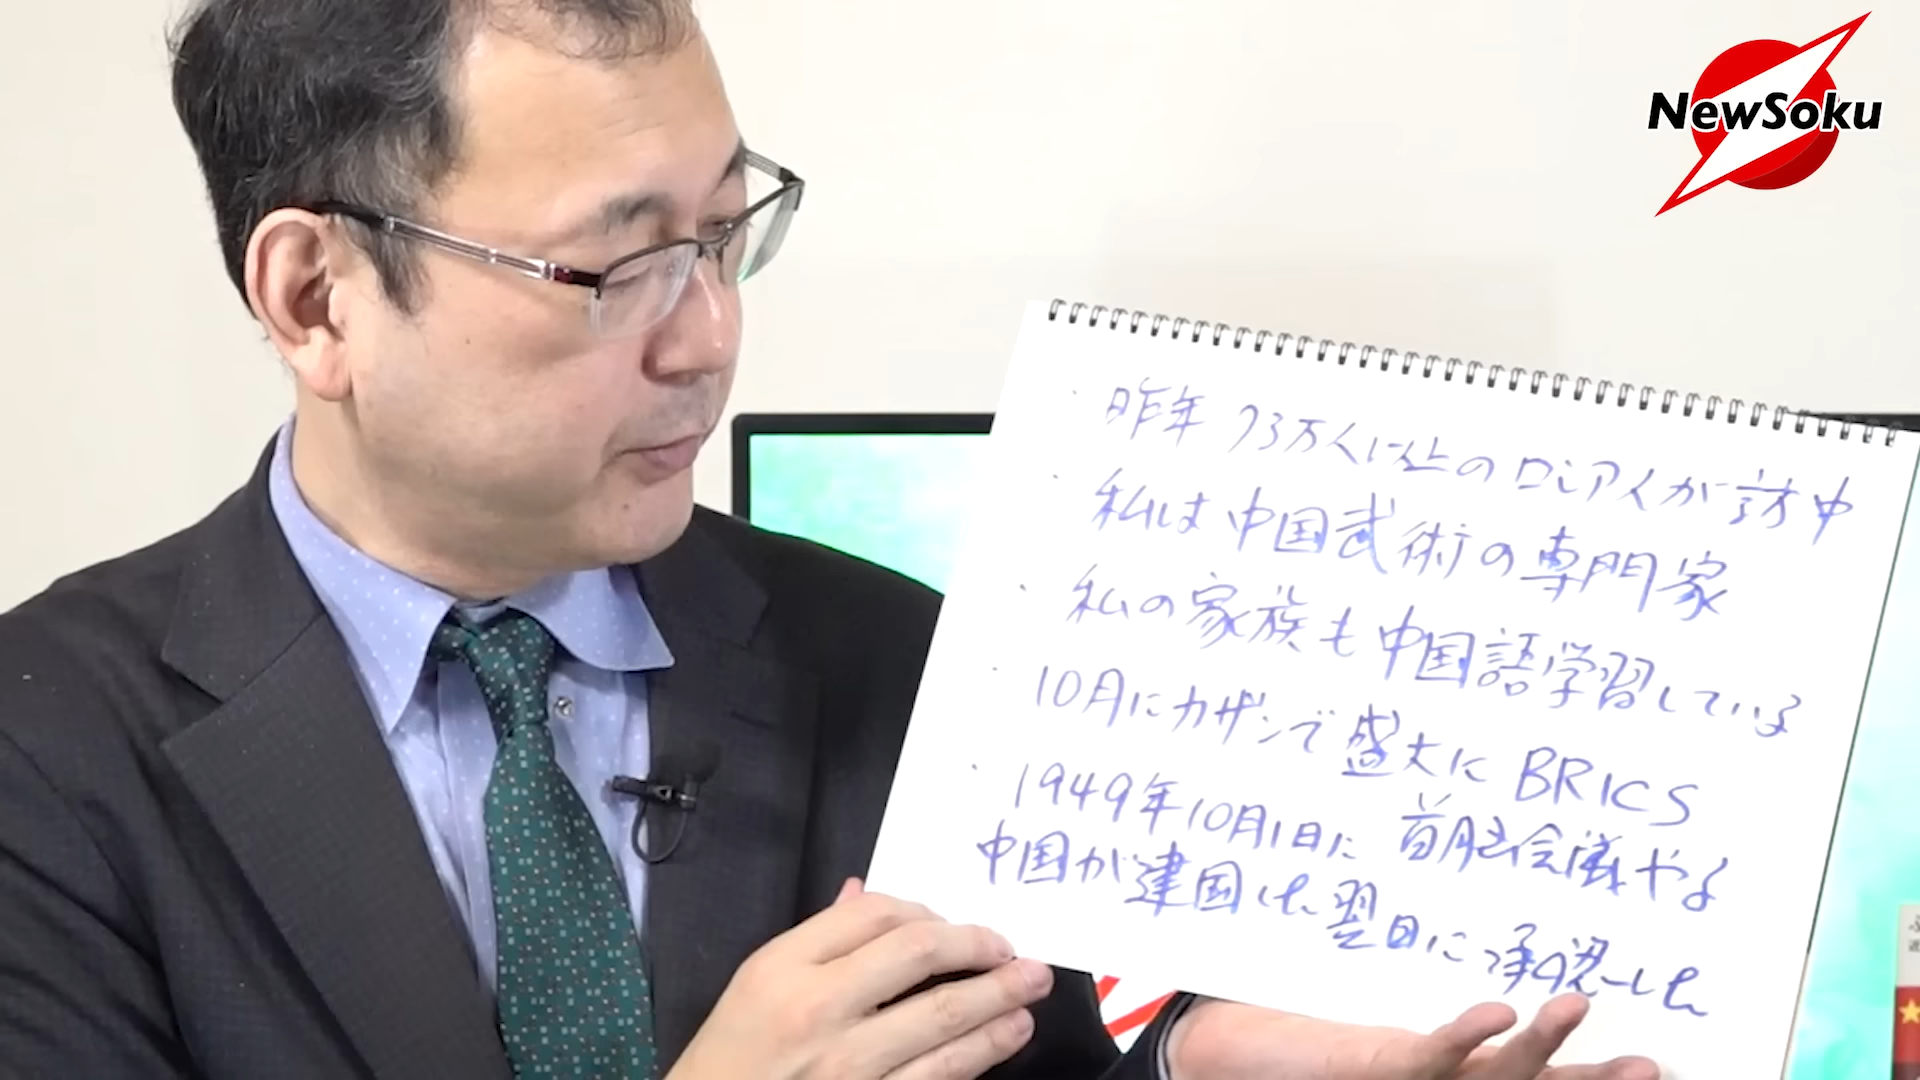 NewSoku
・昨年73万人以上のロシア人が訪中
・私は中国武術の専門家
・私の家族も中国語学習している
・10月にカザンで盛大にBRICS
首脳会議やる
・1949年10月1日に
中国が建国した翌日に承認した